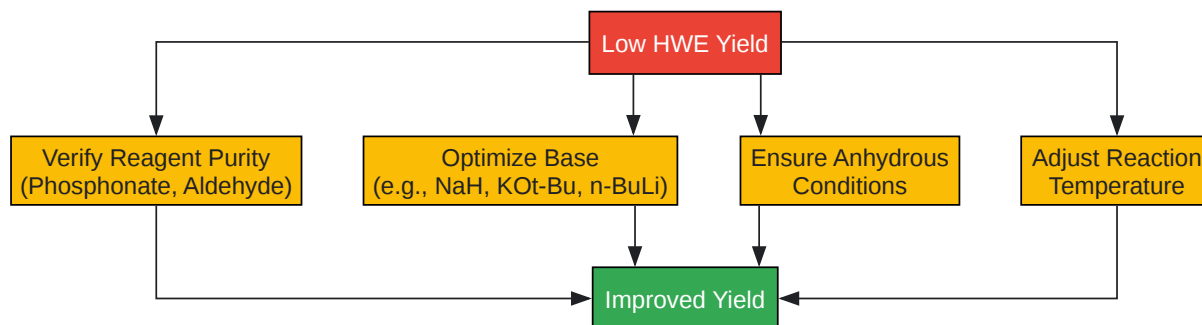 Low HWE Yield
Verify Reagent Purity
(Phosphonate, Aldehyde)
Optimize Base
(e.g., NaH, KOt-Bu, n-BuLi)
Ensure Anhydrous
Conditions
Adjust Reaction
Temperature
Improved Yield